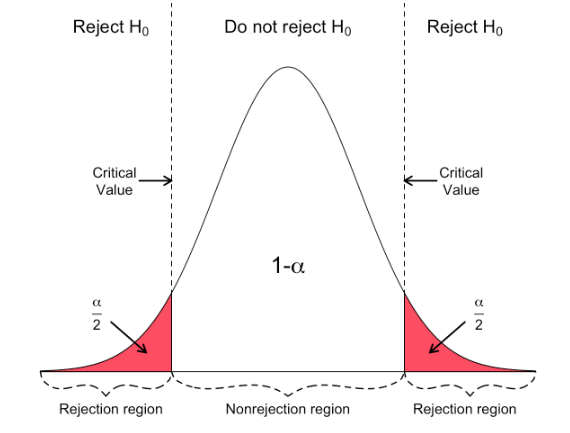 Reject H₀
Do not reject H₀
Reject H₀
Critical
Value
Critical
Value
1-α
α
2
α
2
Rejection region
Nonrejection region
Rejection region